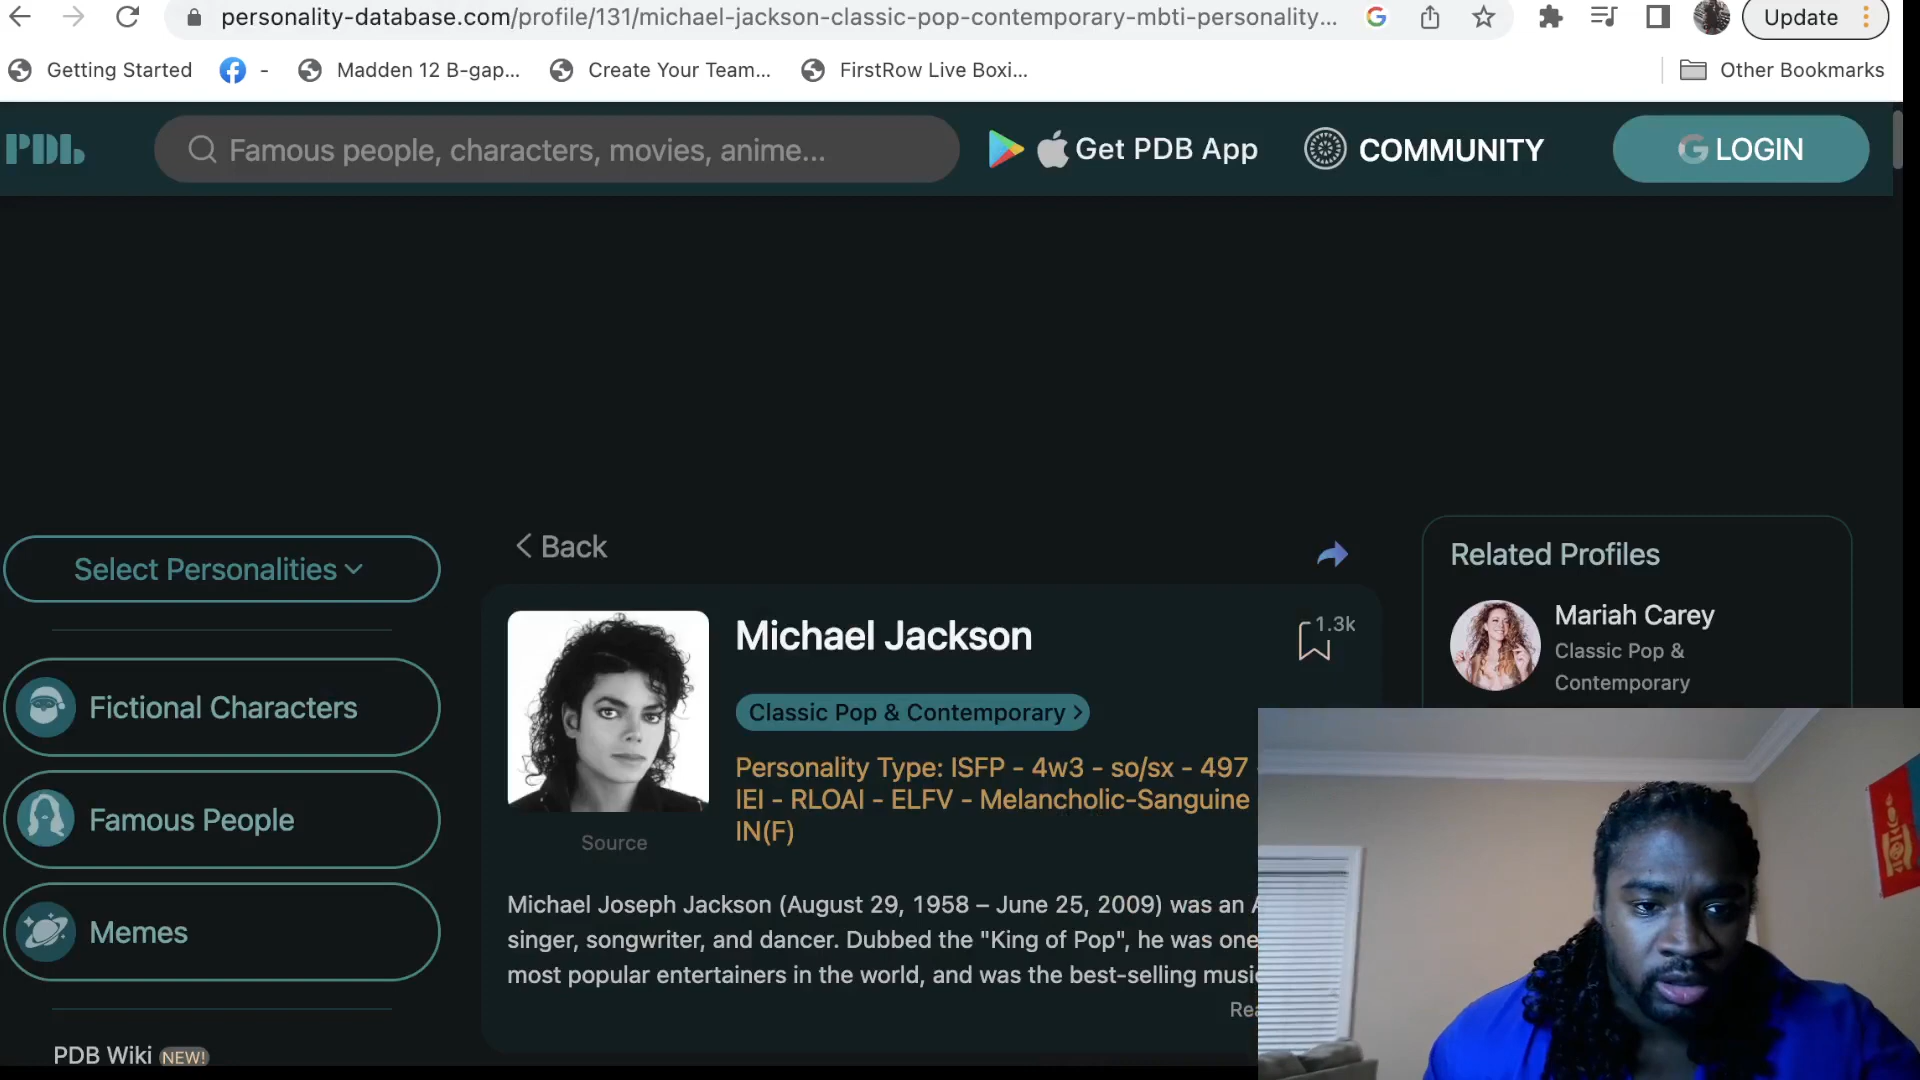 personality-database.com/profile/131/michael-jackson-classic-pop-contemporary-mbti-personality...
Update
Getting Started
-
Madden 12 B-gap...
Create Your Team...
FirstRow Live Boxi...
Other Bookmarks
PDb
Famous people, characters, movies, anime...
Get PDB App
COMMUNITY
LOGIN
Select Personalities
Fictional Characters
Famous People
Memes
PDB Wiki NEW!
Back
Michael Jackson
1.3k
Classic Pop & Contemporary
Personality Type: ISFP - 4w3 - so/sx - 497
IEI - RLOAI - ELFV - Melancholic-Sanguine
IN(F)
Source
Michael Joseph Jackson (August 29, 1958 – June 25, 2009) was an
singer, songwriter, and dancer. Dubbed the "King of Pop", he was one
most popular entertainers in the world, and was the best-selling
Related Profiles
Mariah Carey
Classic Pop &
Contemporary